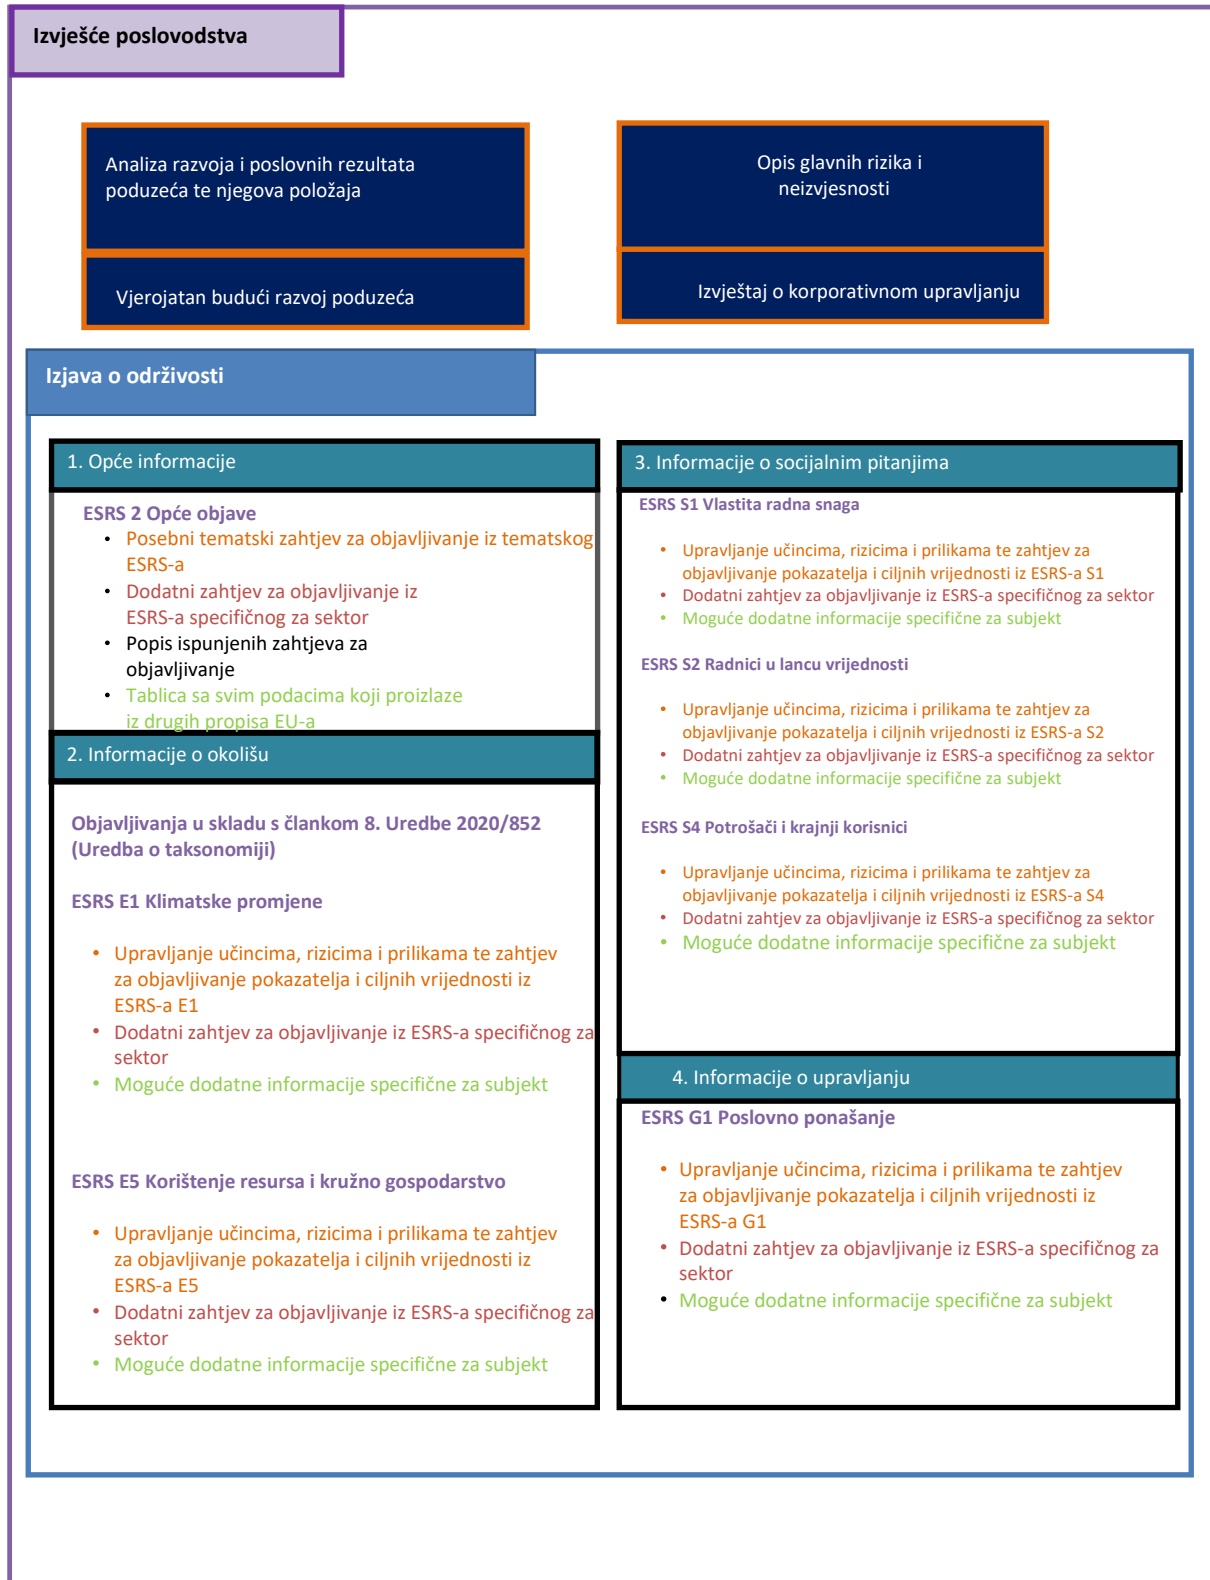 Izvješće poslovodstva
Analiza razvoja i poslovnih rezultata
poduzeća te njegova položaja
Vjerojatan budući razvoj poduzeća
Opis glavnih rizika i
neizvjesnosti
Izvještaj o korporativnom upravljanju
Izjava o održivosti
1. Opće informacije
ESRS 2 Opće objave
• Posebni tematski zahtjev za objavljivanje iz tematskog
ESRS-a
• Dodatni zahtjev za objavljivanje iz
ESRS-a specifičnog za sektor
• Popis ispunjenih zahtjeva za
objavljivanje
• Tablica sa svim podacima koji proizlaze
iz drugih propisa EU-a
2. Informacije o okolišu
Objavljivanja u skladu s člankom 8. Uredbe 2020/852
(Uredba o taksonomiji)
ESRS E1 Klimatske promjene
• Upravljanje učincima, rizicima i prilikama te zahtjev
za objavljivanje pokazatelja i ciljnih vrijednosti iz
ESRS-a E1
• Dodatni zahtjev za objavljivanje iz ESRS-a specifičnog za
sektor
• Moguće dodatne informacije specifične za subjekt
ESRS E5 Korištenje resursa i kružno gospodarstvo
• Upravljanje učincima, rizicima i prilikama te zahtjev
za objavljivanje pokazatelja i ciljnih vrijednosti iz
ESRS-a E5
• Dodatni zahtjev za objavljivanje iz ESRS-a specifičnog za
sektor
• Moguće dodatne informacije specifične za subjekt
3. Informacije o socijalnim pitanjima
ESRS S1 Vlastita radna snaga
• Upravljanje učincima, rizicima i prilikama te zahtjev za
objavljivanje pokazatelja i ciljnih vrijednosti iz ESRS-a S1
• Dodatni zahtjev za objavljivanje iz ESRS-a specifičnog za sektor
• Moguće dodatne informacije specifične za subjekt
ESRS S2 Radnici u lancu vrijednosti
• Upravljanje učincima, rizicima i prilikama te zahtjev za
objavljivanje pokazatelja i ciljnih vrijednosti iz ESRS-a S2
• Dodatni zahtjev za objavljivanje iz ESRS-a specifičnog za sektor
• Moguće dodatne informacije specifične za subjekt
ESRS S4 Potrošači i krajnji korisnici
• Upravljanje učincima, rizicima i prilikama te zahtjev za
objavljivanje pokazatelja i ciljnih vrijednosti iz ESRS-a S4
• Dodatni zahtjev za objavljivanje iz ESRS-a specifičnog za sektor
• Moguće dodatne informacije specifične za subjekt
4. Informacije o upravljanju
ESRS G1 Poslovno ponašanje
• Upravljanje učincima, rizicima i prilikama te zahtjev
za objavljivanje pokazatelja i ciljnih vrijednosti iz
ESRS-a G1
• Dodatni zahtjev za objavljivanje iz ESRS-a specifičnog za
sektor
• Moguće dodatne informacije specifične za subjekt